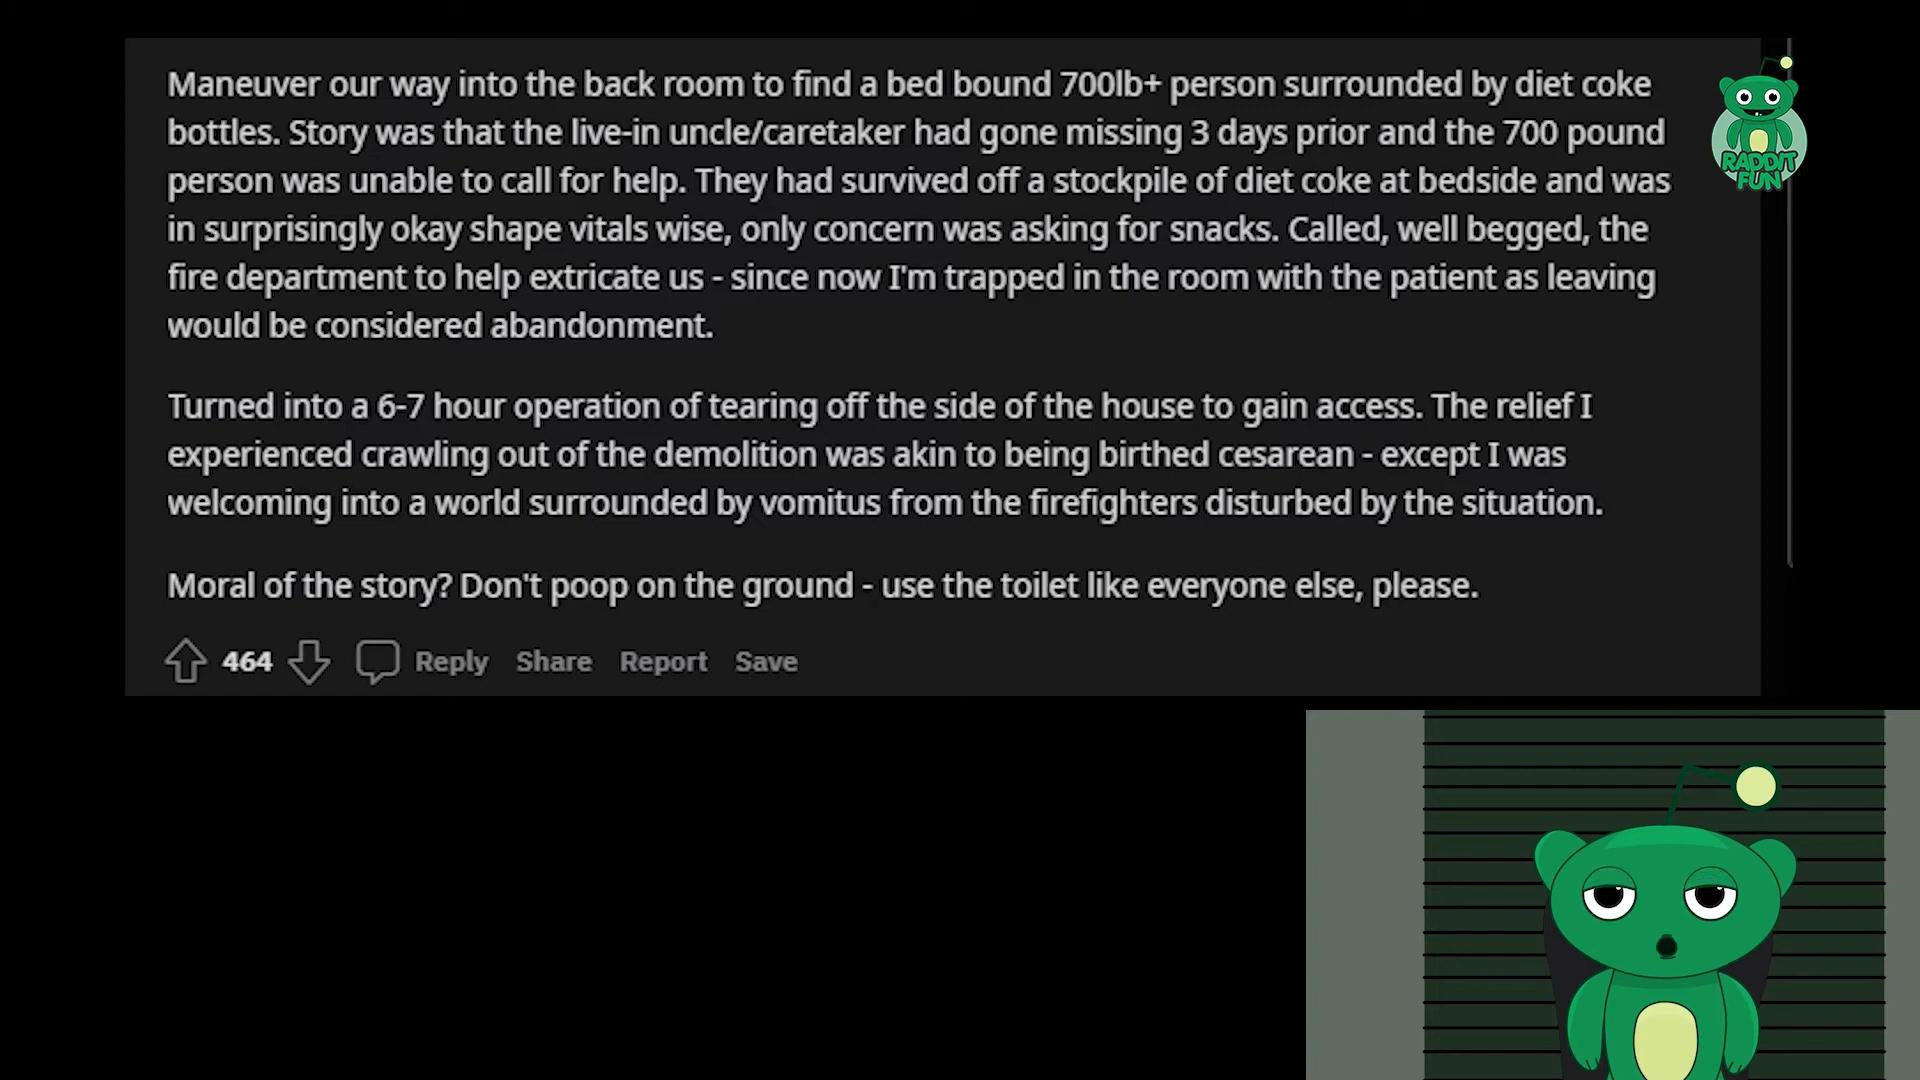 Maneuver our way into the back room to find a bed bound 700lb+ person surrounded by diet coke
bottles. Story was that the live-in uncle/caretaker had gone missing 3 days prior and the 700 pound
person was unable to call for help. They had survived off a stockpile of diet coke at bedside and was
in surprisingly okay shape vitals wise, only concern was asking for snacks. Called, well begged, the
fire department to help extricate us - since now I'm trapped in the room with the patient as leaving
would be considered abandonment.
Turned into a 6-7 hour operation of tearing off the side of the house to gain access. The relief I
experienced crawling out of the demolition was akin to being birthed cesarean - except I was
welcoming into a world surrounded by vomitus from the firefighters disturbed by the situation.
Moral of the story? Don't poop on the ground - use the toilet like everyone else, please.
464 Reply Share Report Save
RADDIT
FUN